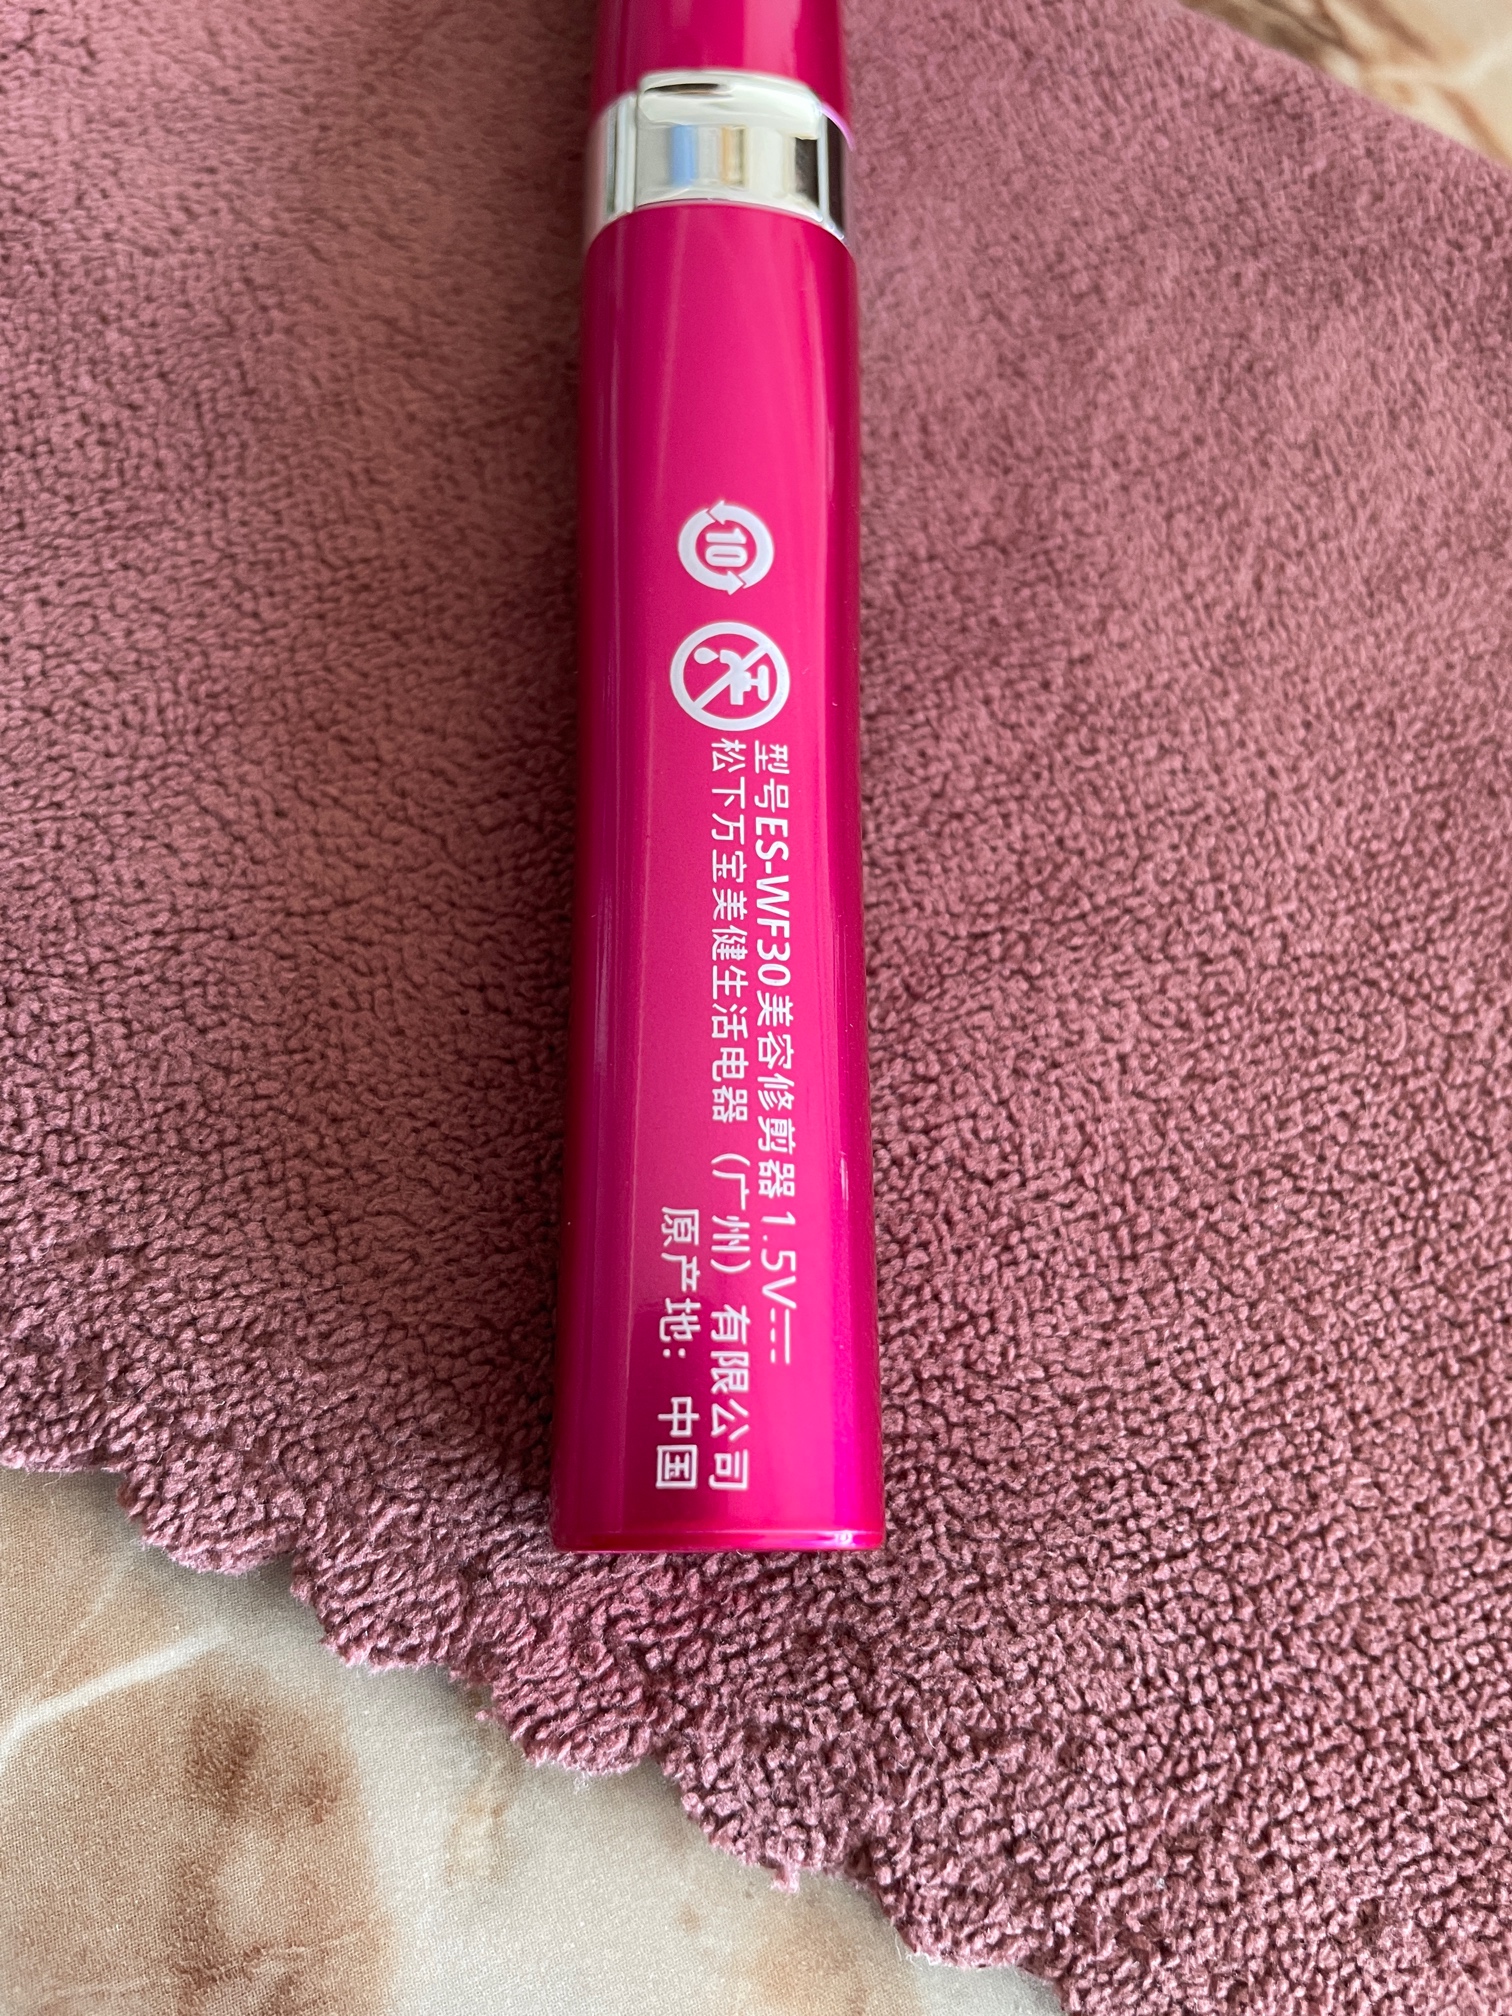 10
型号ES-WF30美容修剪器 1.5V⎓
松下万宝美健生活电器（广州）有限公司
原产地：中国